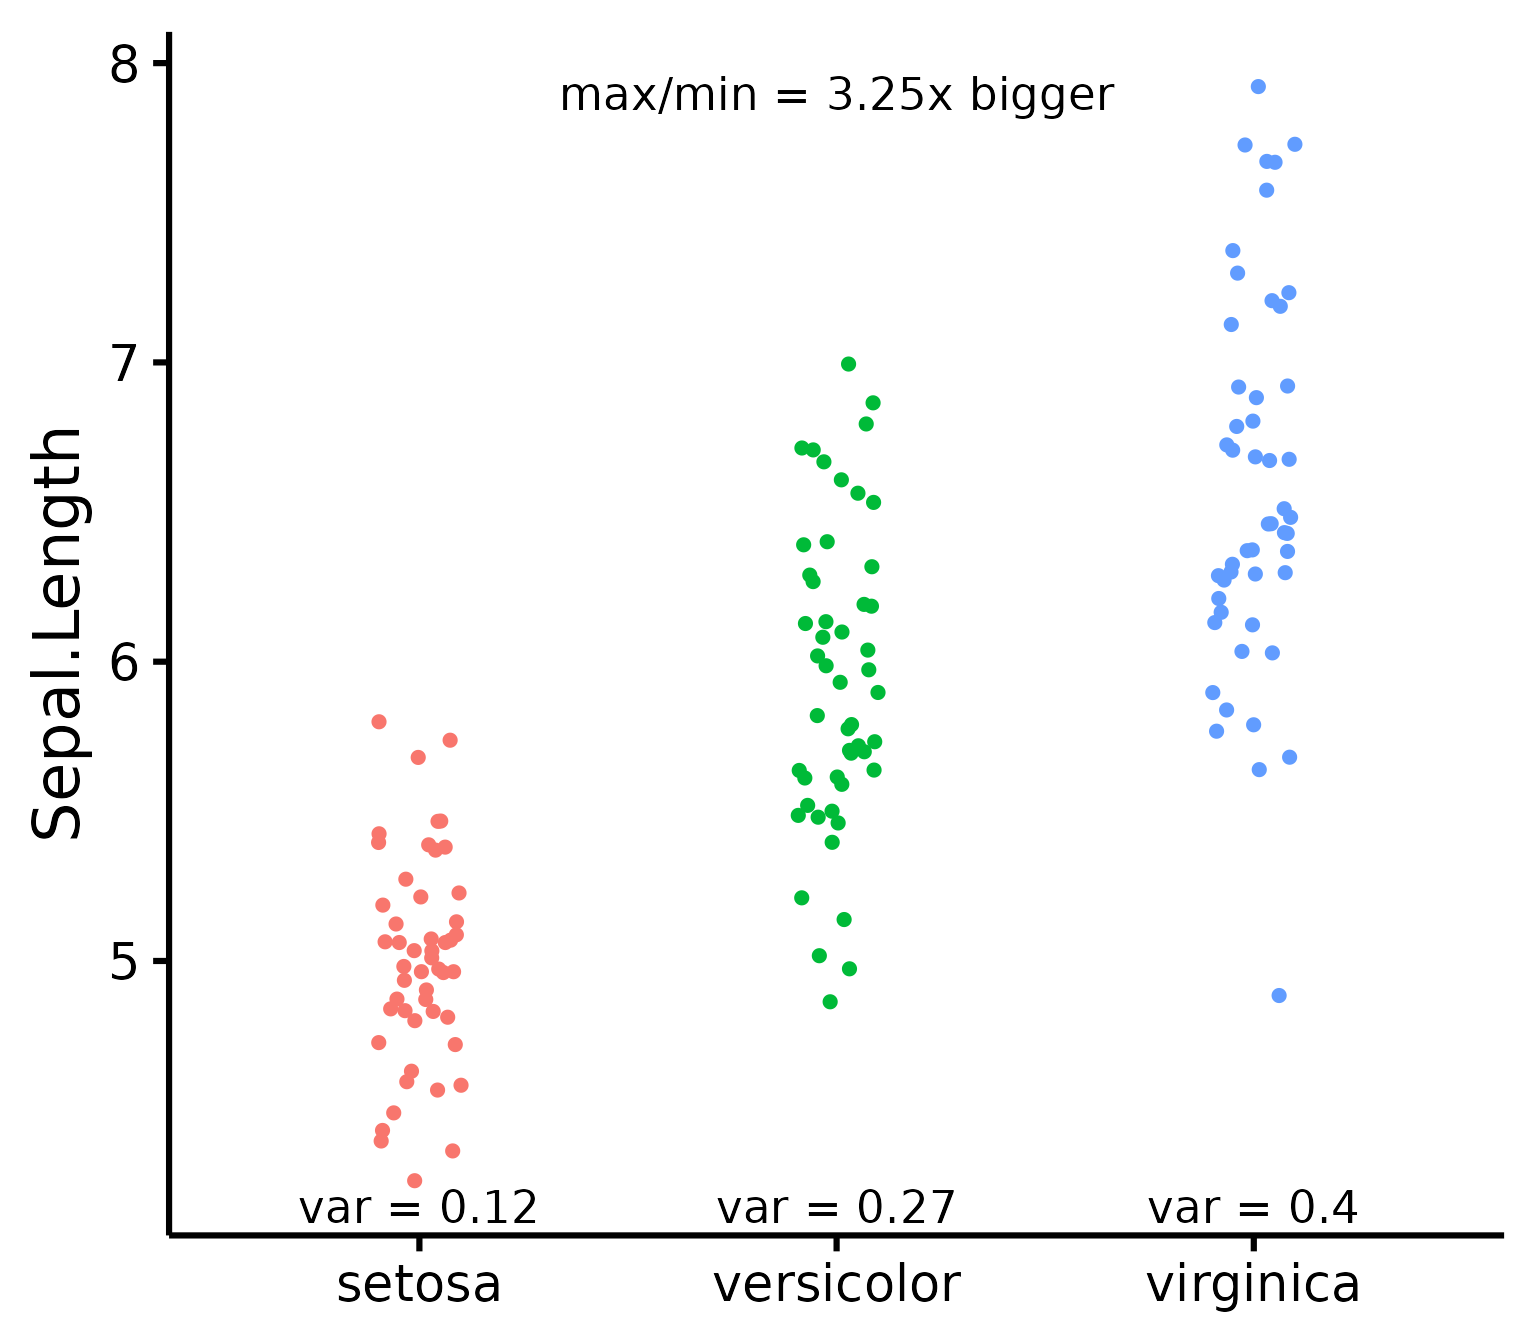 max/min = 3.25x bigger
Sepal.Length
8
7
6
5
var = 0.12
var = 0.27
var = 0.4
setosa
versicolor
virginica